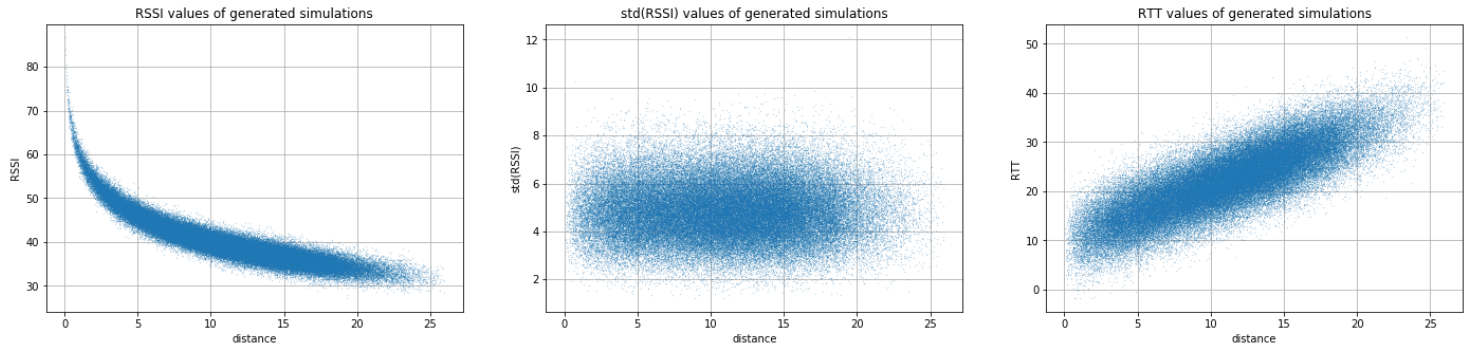 RSSI values of generated simulations
RSSI
80
70
60
50
40
30
0 5 10 15 20 25
distance
std(RSSI) values of generated simulations
std(RSSI)
12
10
8
6
4
2
0 5 10 15 20 25
distance
RTT values of generated simulations
RTT
50
40
30
20
10
0
0 5 10 15 20 25
distance